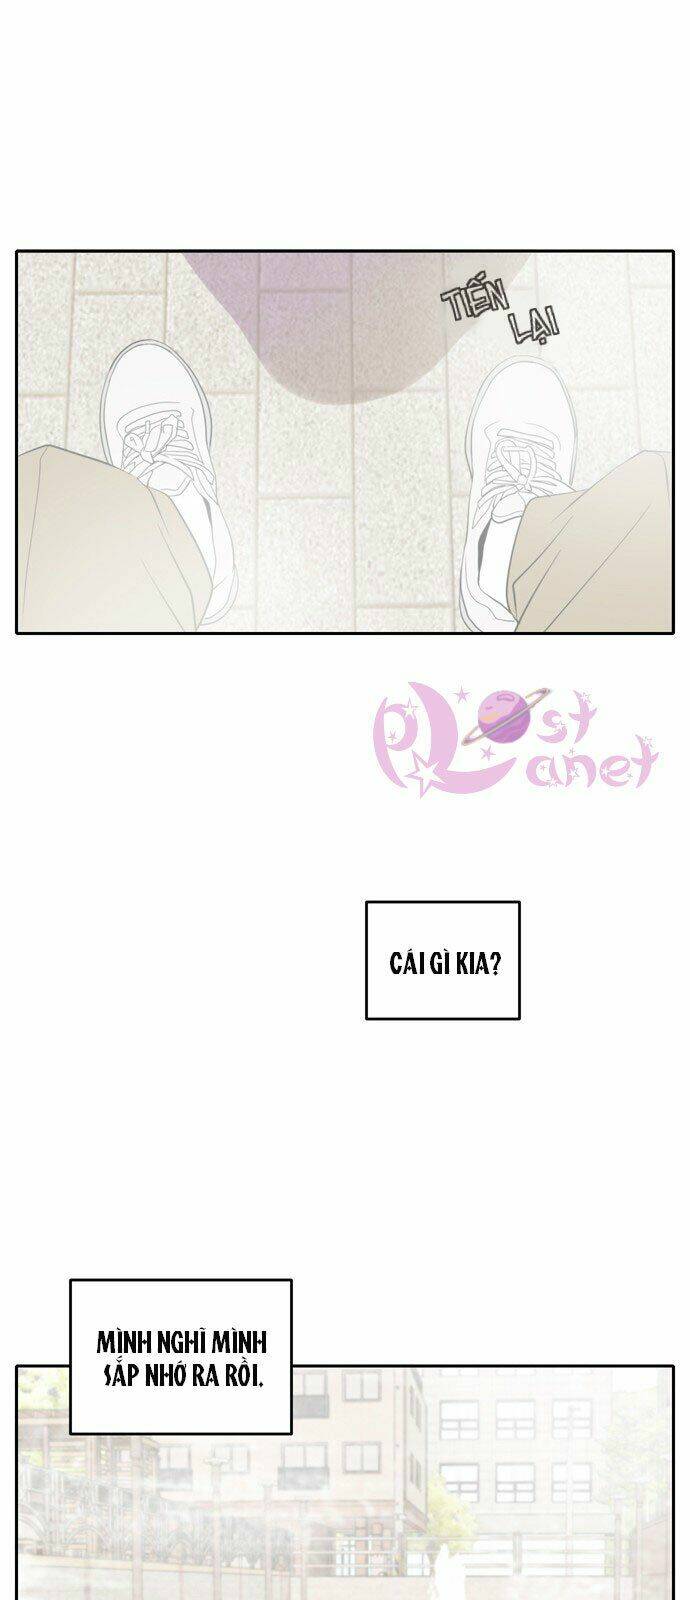 TIẾN
LẠI
Lost
Planet
CÁI GÌ KIA?
MÌNH NGHĨ MÌNH
SẮP NHỚ RA RỒI.